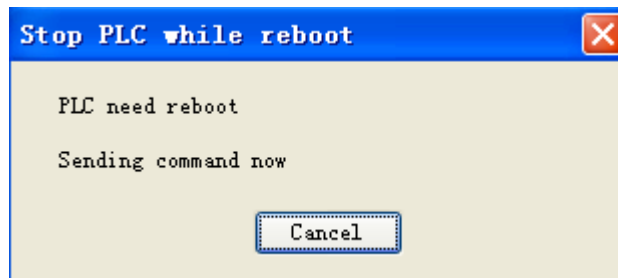 Stop PLC while reboot
PLC need reboot
Sending command now
Cancel